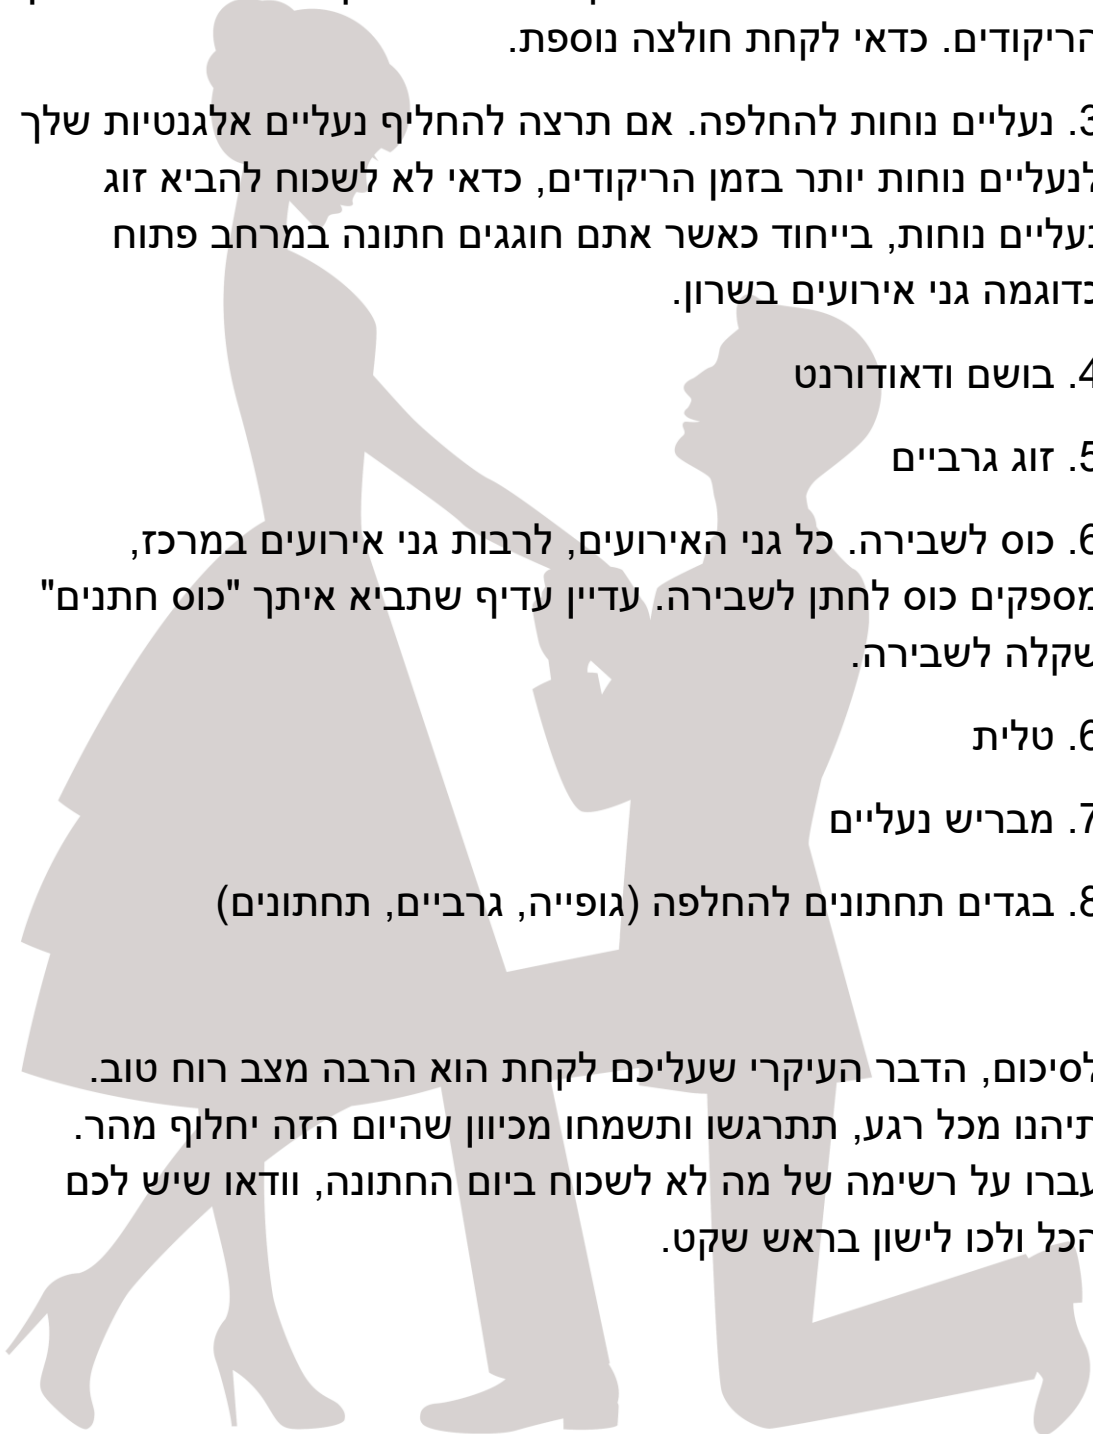 הריקודים. כדאי לקחת חולצה נוספת.
3. נעליים נוחות להחלפה. אם תרצה להחליף נעליים אלגנטיות שלך
לנעליים נוחות יותר בזמן הריקודים, כדאי לא לשכוח להביא זוג
נעליים נוחות, בייחוד כאשר אתם חוגגים חתונה במרחב פתוח
כדוגמה גני אירועים בשרון.
4. בושם ודאודורנט
5. זוג גרביים
6. כוס לשבירה. כל גני האירועים, לרבות גני אירועים במרכז,
מספקים כוס לחתן לשבירה. עדיין עדיף שתביא איתך "כוס חתנים"
שקלה לשבירה.
6. טלית
7. מבריש נעליים
8. בגדים תחתונים להחלפה (גופייה, גרביים, תחתונים)
לסיכום, הדבר העיקרי שעליכם לקחת הוא הרבה מצב רוח טוב.
תיהנו מכל רגע, תתרגשו ותשמחו מכיוון שהיום הזה יחלוף מהר.
עברו על רשימה של מה לא לשכוח ביום החתונה, וודאו שיש לכם
הכל ולכו לישון בראש שקט.